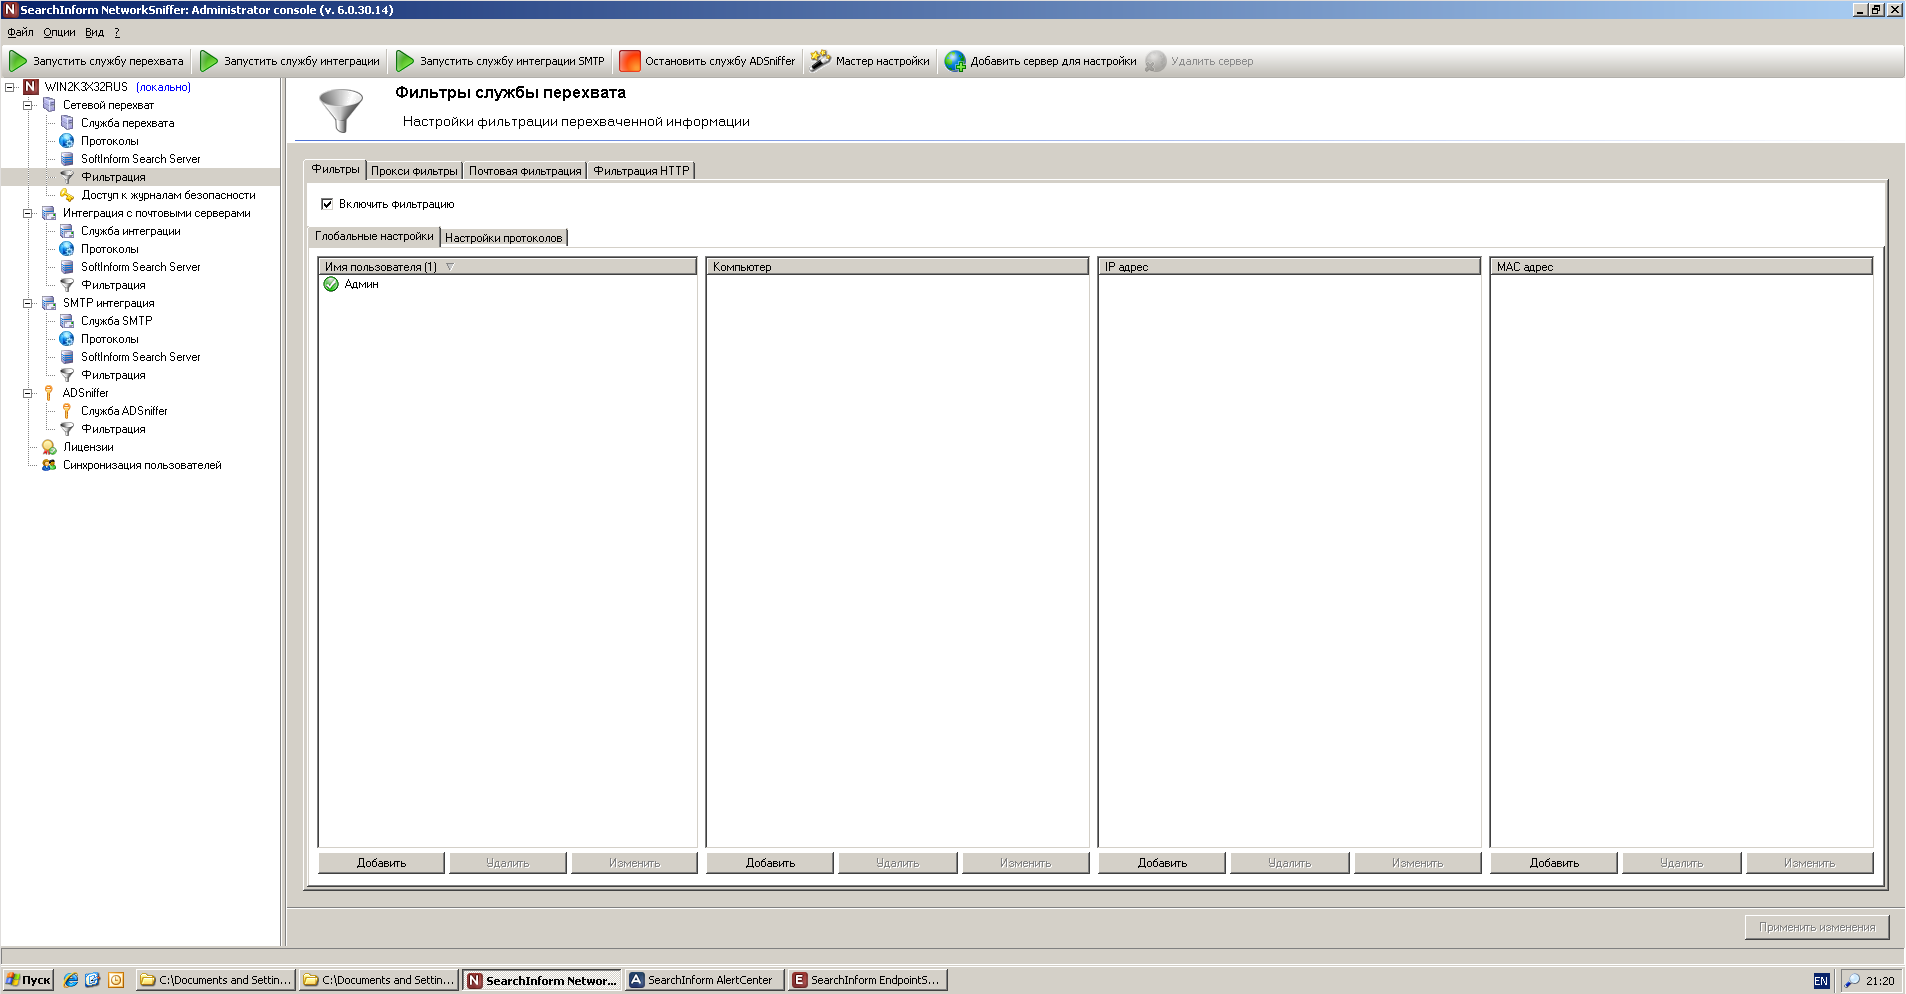 SearchInform NetworkSniffer: Administrator console (v. 6.0.30.14)
Файл Опции Вид ?
Запустить службу перехвата Запустить службу интеграции Запустить службу интеграции SMTP Остановить службу ADSniffer Мастер настройки Добавить сервер для настройки Удалить сервер
WIN2K3X32RUS (локально)
Сетевой перехват
Служба перехвата
Протоколы
SoftInform Search Server
Фильтрация
Доступ к журналам безопасности
Интеграция с почтовыми серверами
Служба интеграции
Протоколы
SoftInform Search Server
Фильтрация
SMTP интеграция
Служба SMTP
Протоколы
SoftInform Search Server
Фильтрация
ADSniffer
Служба ADSniffer
Фильтрация
Лицензии
Синхронизация пользователей
Фильтры службы перехвата
Настройки фильтрации перехваченной информации
Фильтры Прокси фильтры Почтовая фильтрация Фильтрация HTTP
Включить фильтрацию
Глобальные настройки Настройки протоколов
Имя пользователя (1) Компьютер IP адрес MAC адрес
Админ
Добавить Удалить Изменить Добавить Удалить Изменить Добавить Удалить Изменить Добавить Удалить Изменить
Применить изменения
Пуск C:\Documents and Settin... C:\Documents and Settin... SearchInform Networ... SearchInform AlertCenter SearchInform EndpointS... EN 21:20